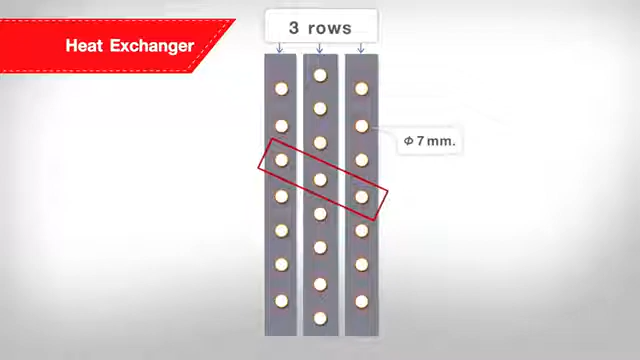 3 rows
Heat Exchanger
Φ 7 mm.